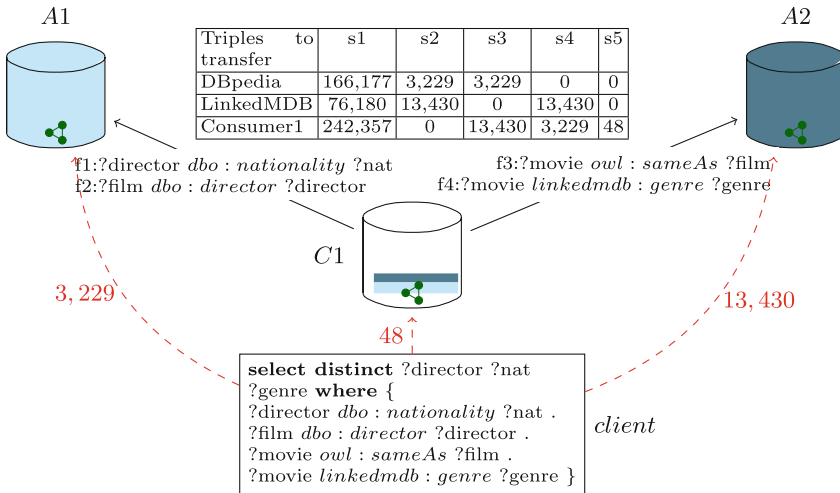 A1
A2
Triples to transfer s1 s2 s3 s4 s5
DBpedia 166,177 3,229 3,229 0 0
LinkedMDB 76,180 13,430 0 13,430 0
Consumer1 242,357 0 13,430 3,229 48
f1:?director dbo : nationality ?nat
f2:?film dbo : director ?director
f3:?movie owl : sameAs ?film
f4:?movie linkedmdb : genre ?genre
C1
3,229
13,430
48
select distinct ?director ?nat
?genre where {
?director dbo : nationality ?nat .
?film dbo : director ?director .
?movie owl : sameAs ?film .
?movie linkedmdb : genre ?genre }
client